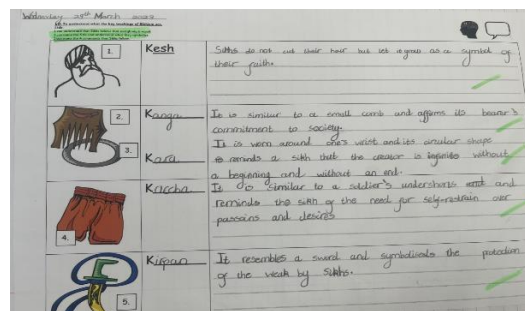 Wednesday 25th March
1.
Kesh
Sikhs do not cut their hair but let it grow as a symbol of
their faith.
2.
Kanga
It is similar to a small comb and affirms its bearer's
commitment to society.
3.
Kara
It is worn around one's wrist and its circular shape
reminds a sikh that the creator is without
a beginning and without an end.
Kaccha
It is similar to a soldier's undershorts and
reminds the sikh of the need for self-restrain over
passoins and desires
4.
Kirpan
It resembles a sword and symbolises the protection
of the weak by Sikhs.
5.